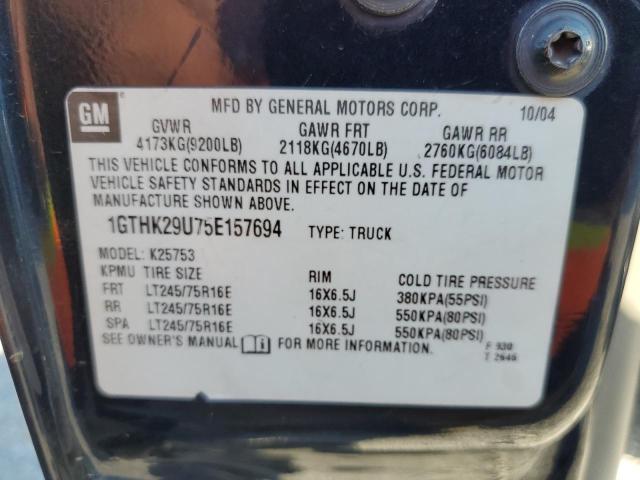 GM
MFD BY GENERAL MOTORS CORP. 10/04
GVWR GAWR FRT GAWR RR
4173KG(9200LB) 2118KG(4670LB) 2760KG(6084LB)
THIS VEHICLE CONFORMS TO ALL APPLICABLE U.S. FEDERAL MOTOR
VEHICLE SAFETY STANDARDS IN EFFECT ON THE DATE OF
MANUFACTURE SHOWN ABOVE.
1GTHK29U75E157694 TYPE: TRUCK
MODEL: K25753
KPMU TIRE SIZE RIM COLD TIRE PRESSURE
FRT LT245/75R16E 16X6.5J 380KPA(55PSI)
RR LT245/75R16E 16X6.5J 550KPA(80PSI)
SPA LT245/75R16E 16X6.5J 550KPA(80PSI)
SEE OWNER'S MANUAL FOR MORE INFORMATION. F 930
T 2646